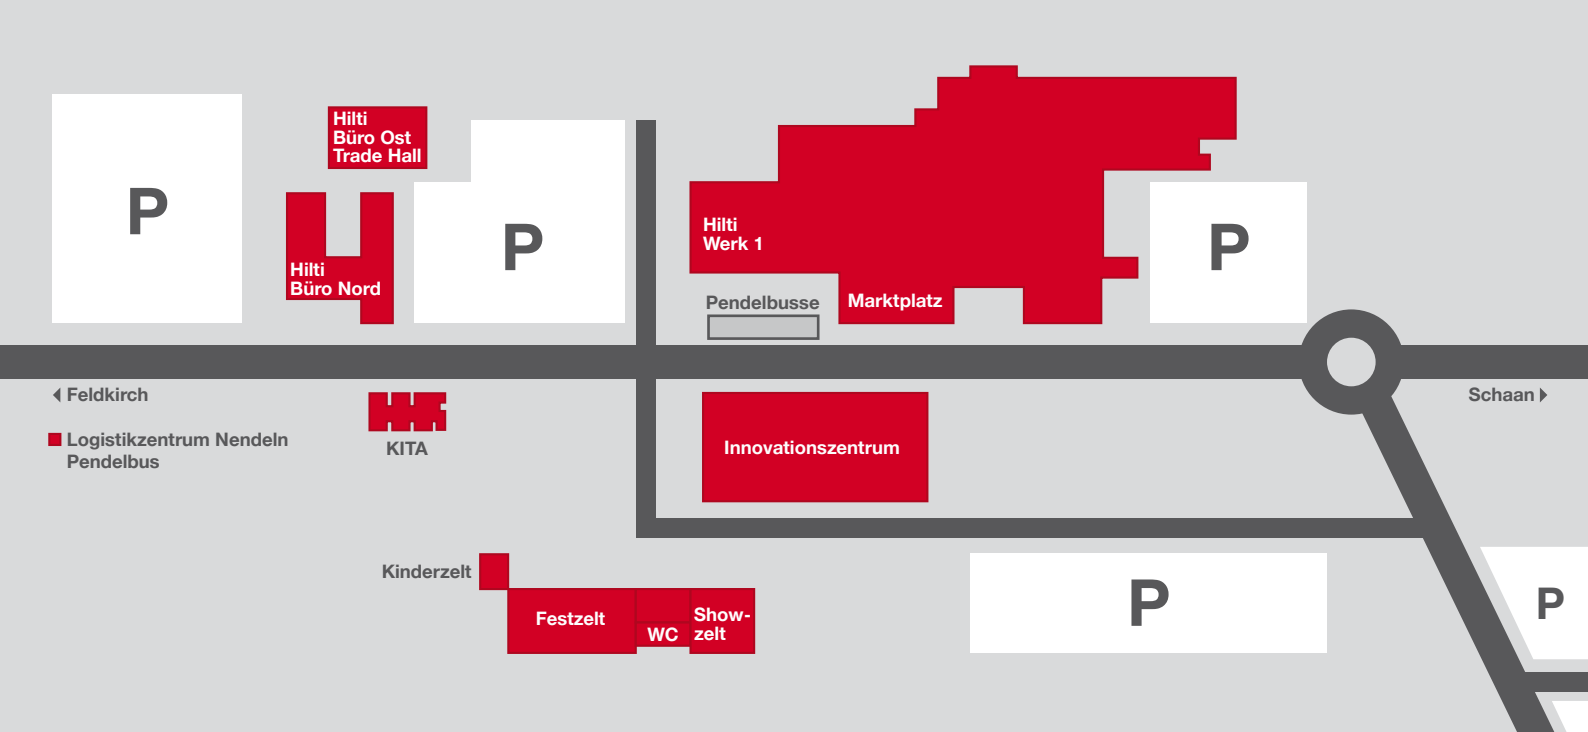 Hilti
Büro Ost
Trade Hall
P
P
Hilti
Büro Nord
Hilti
Werk 1
P
Pendelbusse
Marktplatz
Feldkirch
Schaan
Logistikzentrum Nendeln
Pendelbus
KITA
Innovationszentrum
Kinderzelt
Festzelt
WC
Show-
zelt
P
P